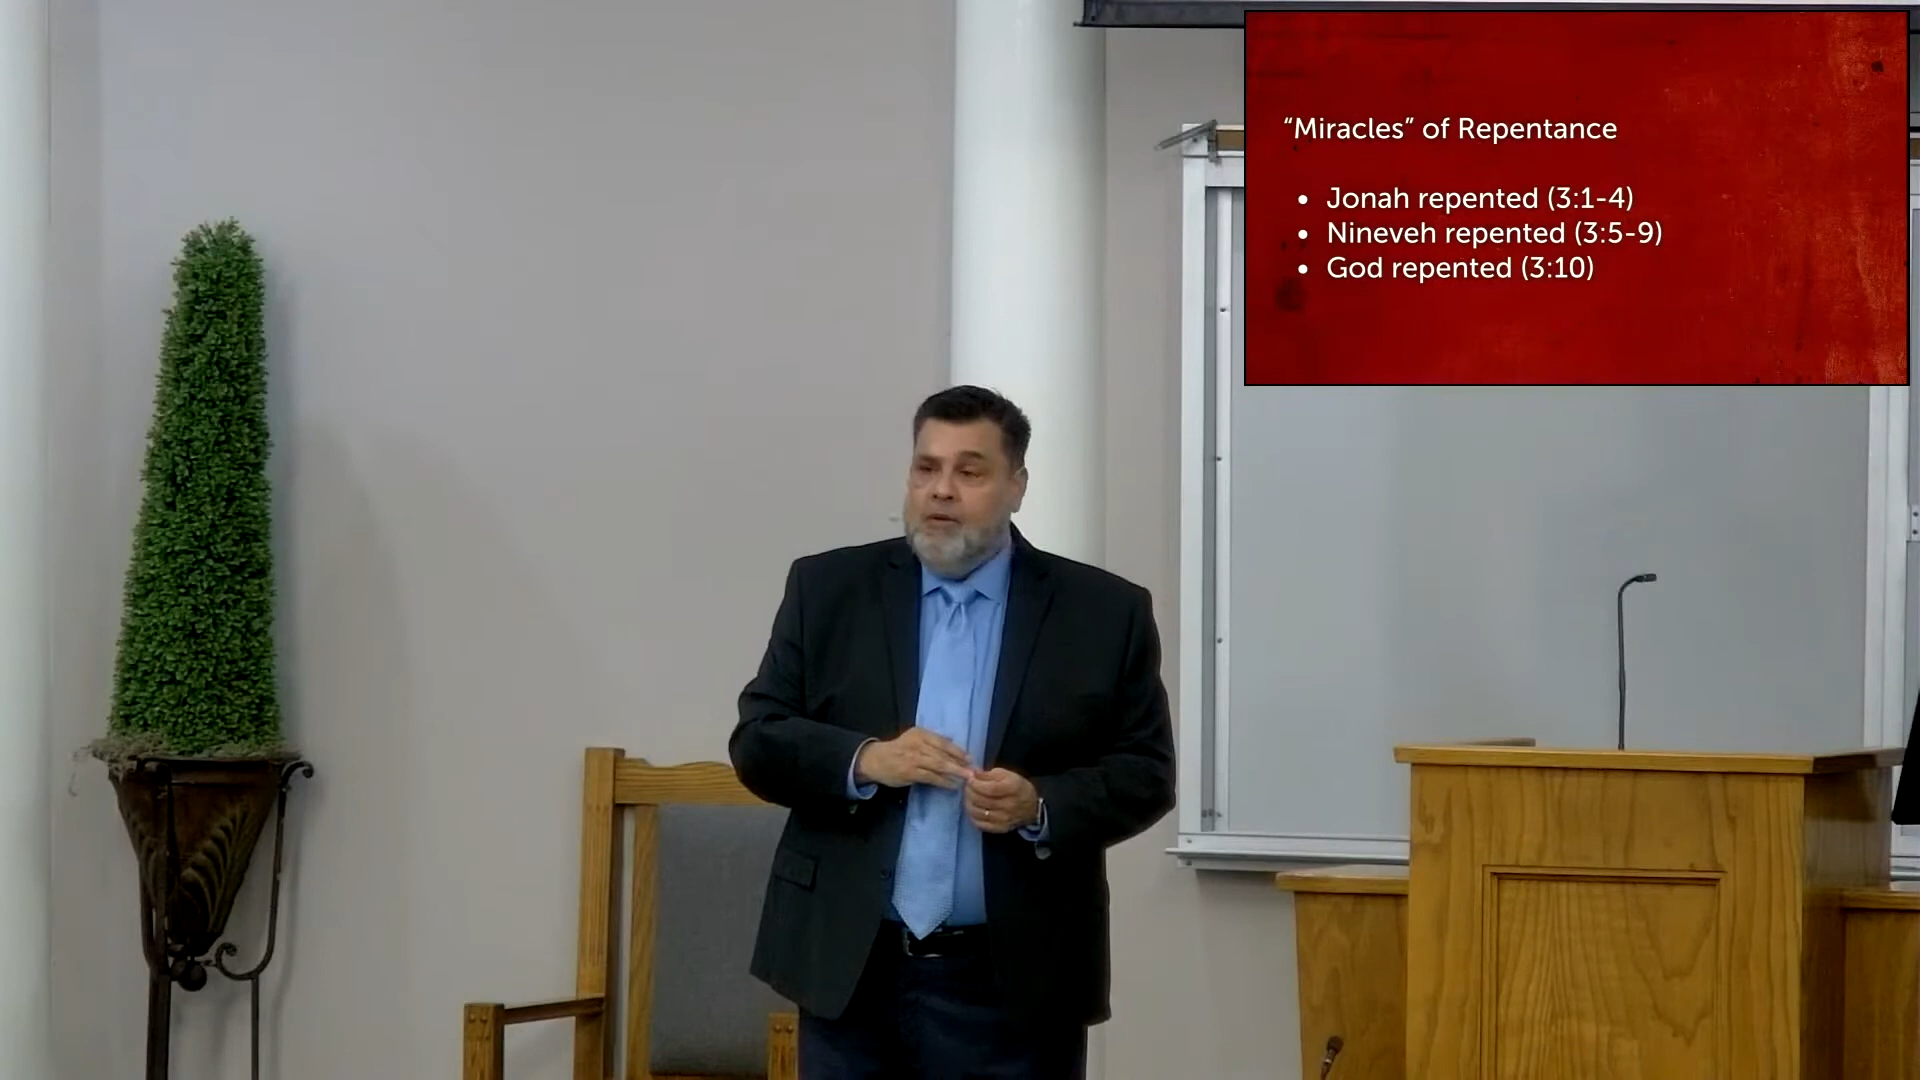 “Miracles” of Repentance
• Jonah repented (3:1-4)
• Nineveh repented (3:5-9)
• God repented (3:10)